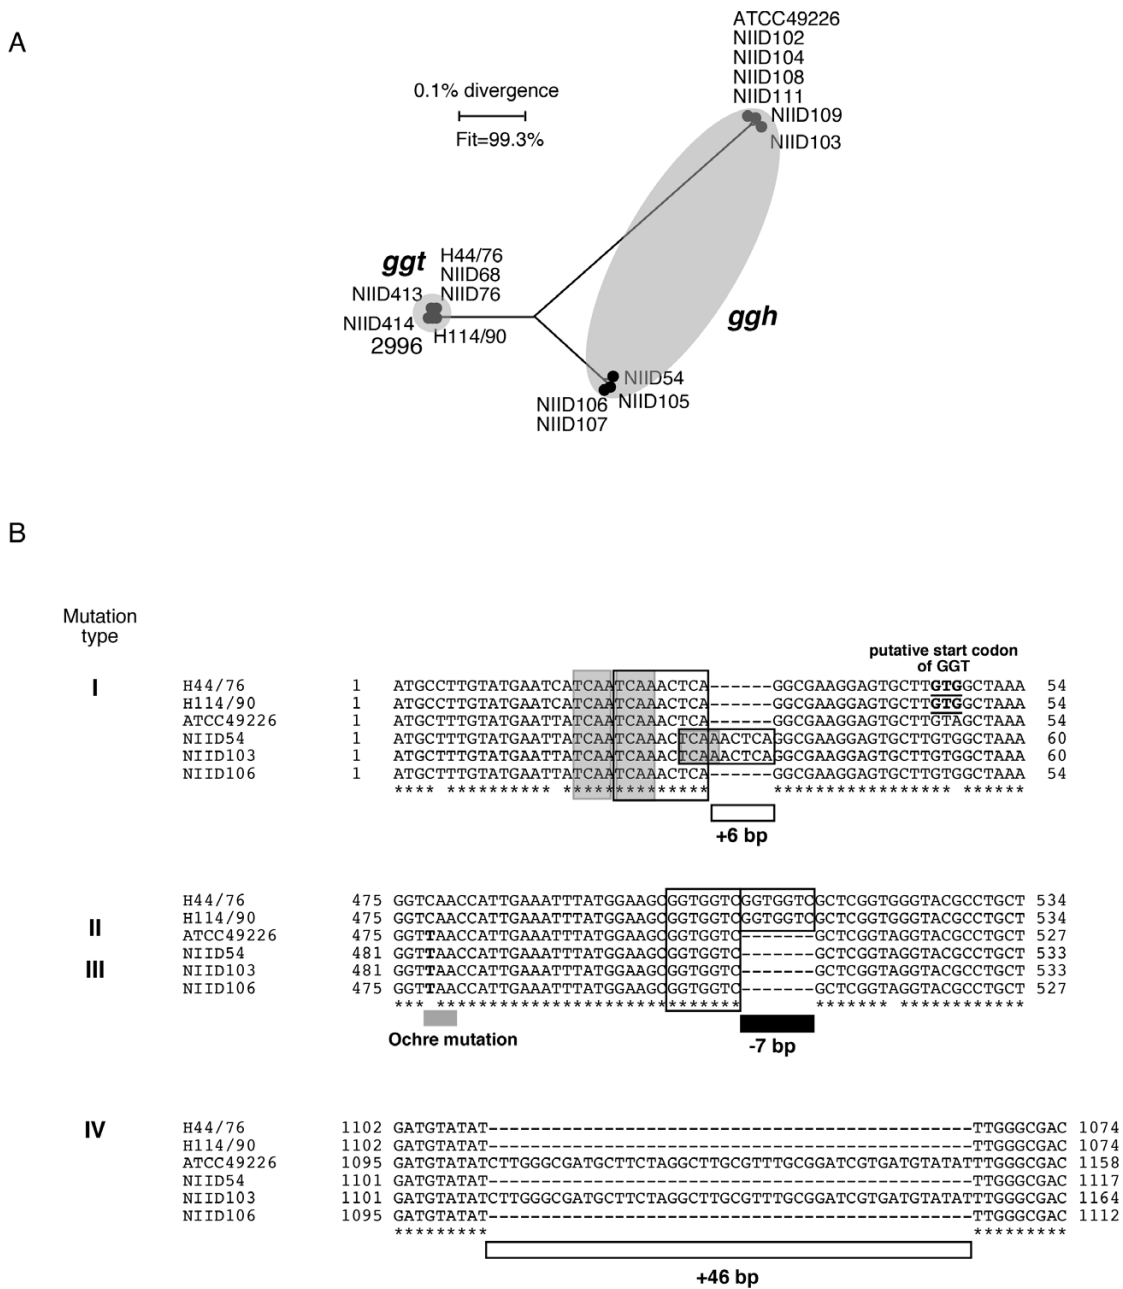 A
ATCC49226
NIID102
NIID104
NIID108
NIID111
NIID109
NIID103
0.1% divergence
Fit=99.3%
ggt
H44/76
NIID68
NIID413 NIID76
NIID414 H114/90
2996
ggh
NIID54
NIID106 NIID105
NIID107
B
Mutation
type
putative start codon
of GGT
I H44/76 1 ATGCCTTGTATGAATCATCAATCAAACTCA------GGCGAAGGAGTGCTTGTGGCTAAA 54
H114/90 1 ATGCCTTGTATGAATCATCAATCAAACTCA------GGCGAAGGAGTGCTTGTGGCTAAA 54
ATCC49226 1 ATGCTTTGTATGAATTATCAATCAAACTCA------GGCGAAGGAGTGCTTGTAGCTAAA 54
NIID54 1 ATGCTTTGTATGAATTATCAATCAAACTCAAACTCAGGCGAAGGAGTGCTTGTGGCTAAA 60
NIID103 1 ATGCTTTGTATGAATTATCAATCAAACTCAAACTCAGGCGAAGGAGTGCTTGTGGCTAAA 60
NIID106 1 ATGCTTTGTATGAATTATCAATCAAACTCA------GGCGAAGGAGTGCTTGTGGCTAAA 54
**** ********** **************      ***************** ******
+6 bp
H44/76 475 GGTCAACCATTGAAATTTATGGAAGCGGTGGTCGGTGGTCGCTCGGTGGGTACGCCTGCT 534
H114/90 475 GGTCAACCATTGAAATTTATGGAAGCGGTGGTCGGTGGTCGCTCGGTGGGTACGCCTGCT 534
II ATCC49226 475 GGTTAACCATTGAAATTTATGGAAGCGGTGGTC-------GCTCGGTAGGTACGCCTGCT 527
NIID54 481 GGTTAACCATTGAAATTTATGGAAGCGGTGGTC-------GCTCGGTAGGTACGCCTGCT 533
III NIID103 481 GGTTAACCATTGAAATTTATGGAAGCGGTGGTC-------GCTCGGTAGGTACGCCTGCT 533
NIID106 475 GGTTAACCATTGAAATTTATGGAAGCGGTGGTC-------GCTCGGTAGGTACGCCTGCT 527
*** *****************************       ******* ************
Ochre mutation
-7 bp
IV H44/76 1102 GATGTATAT----------------------------------------------TTGGGCGAC 1074
H114/90 1102 GATGTATAT----------------------------------------------TTGGGCGAC 1074
ATCC49226 1095 GATGTATATCTTGGGCGATGCTTCTAGGCTTGCGTTTGCGGATCGTGATGTATATTTGGGCGAC 1158
NIID54 1101 GATGTATAT----------------------------------------------TTGGGCGAC 1117
NIID103 1101 GATGTATATCTTGGGCGATGCTTCTAGGCTTGCGTTTGCGGATCGTGATGTATATTTGGGCGAC 1164
NIID106 1095 GATGTATAT----------------------------------------------TTGGGCGAC 1112
*********                                              *********
+46 bp